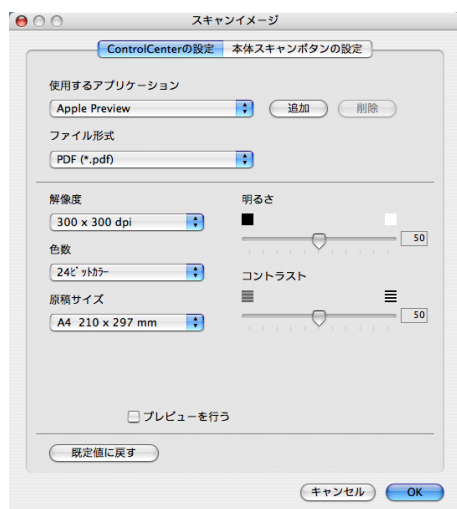 スキャンイメージ
ControlCenterの設定 本体スキャンボタンの設定
使用するアプリケーション
Apple Preview 追加 削除
ファイル形式
PDF (*.pdf)
解像度 明るさ
300 x 300 dpi
50
色数
24ﾋﾞｯﾄｶﾗｰ
コントラスト
原稿サイズ
A4 210 x 297 mm 50
プレビューを行う
既定値に戻す
キャンセル OK